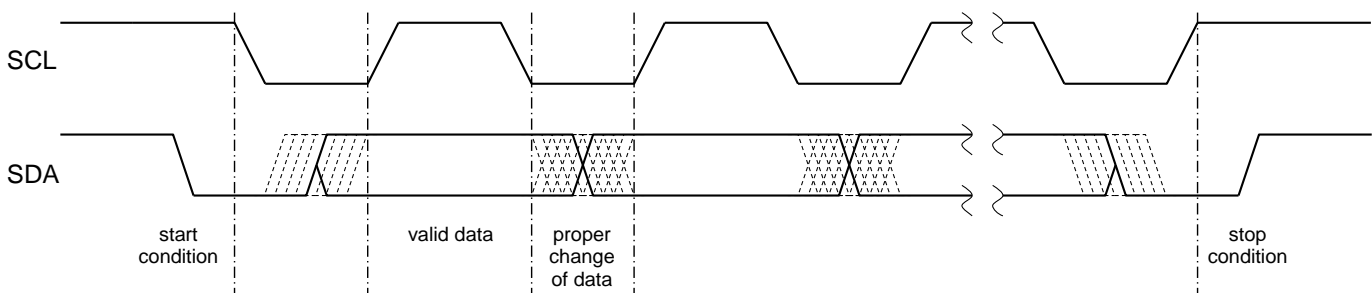 SCL
SDA
start
condition
valid data
proper
change
of data
stop
condition